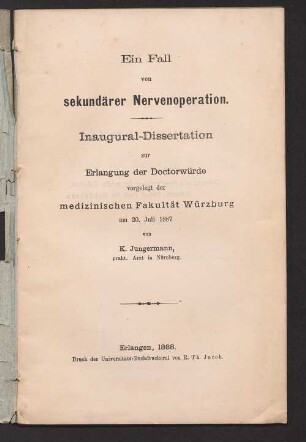 Ein Fall
von
sekundärer Nervenoperation.
Inaugural-Dissertation
zur
Erlangung der Doctorwürde
vorgelegt der
medizinischen Fakultät Würzburg
am 20. Juli 1887
von
K. Jungermann,
prakt. Arzt in Nürnberg.
Erlangen, 1888.
Druck der Universitäts-Buchdruckerei von E. Th. Jacob.